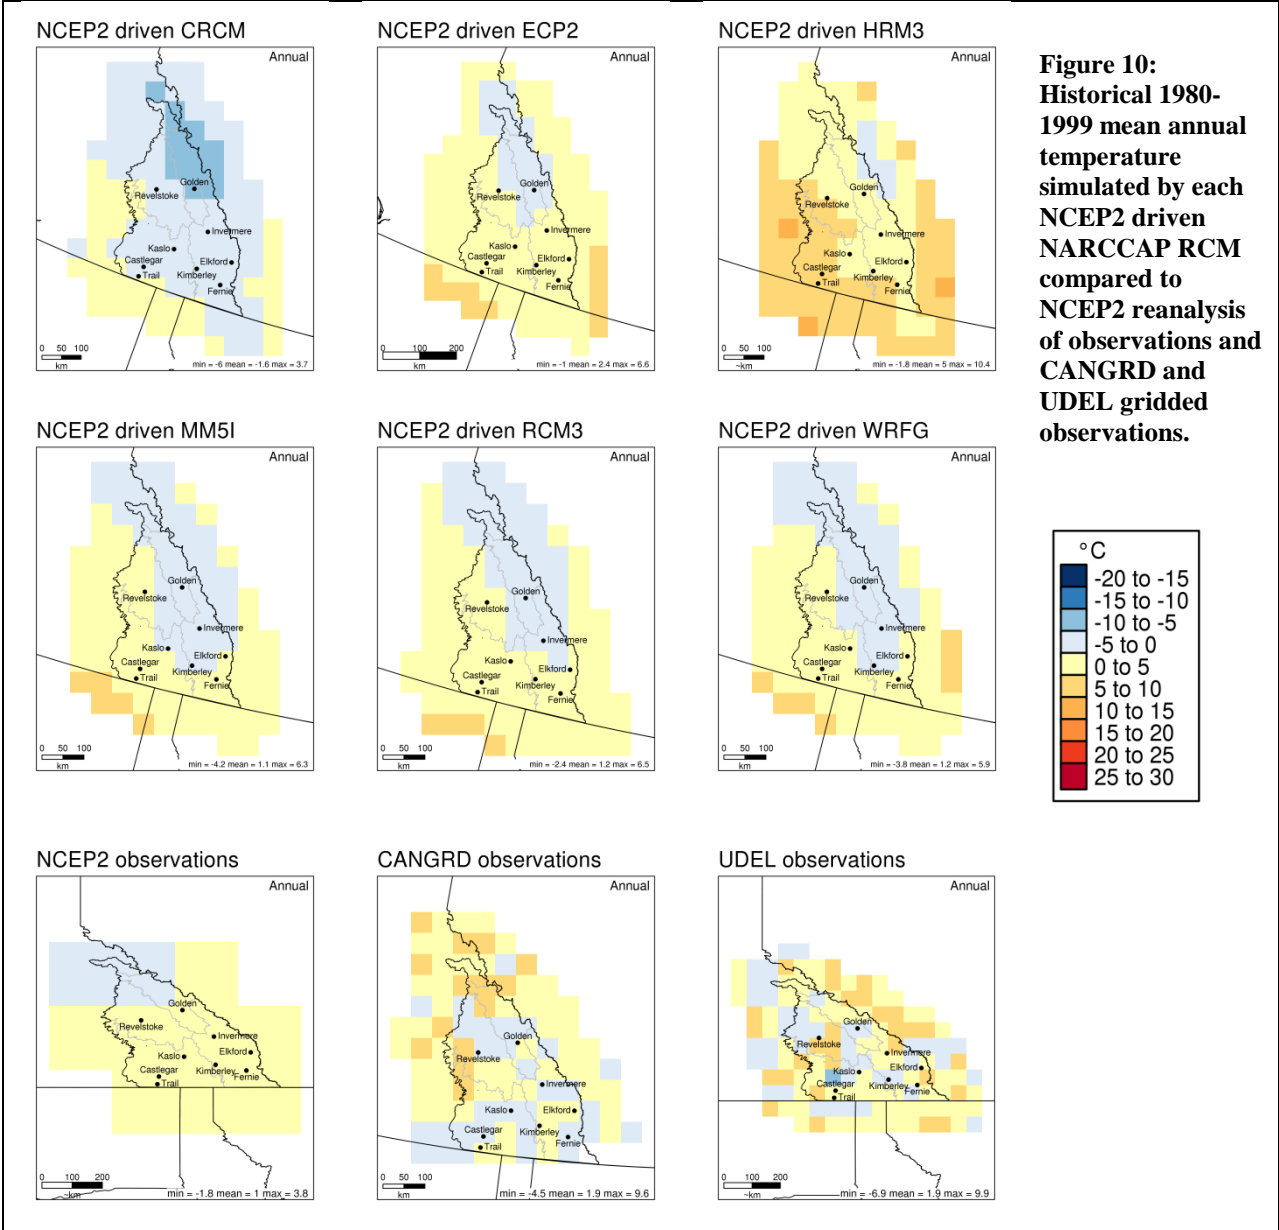 NCEP2 driven CRCM
Annual
Golden
Revelstoke
Invermere
Kaslo
Castlegar
Elkford
Trail
Kimberley
Fernie
0 50 100
km
min = -6 mean = -1.6 max = 3.7
NCEP2 driven ECP2
Annual
Golden
Revelstoke
Invermere
Kaslo
Castlegar
Elkford
Trail
Kimberley
Fernie
0 100 200
km
min = -1 mean = 2.4 max = 6.6
NCEP2 driven HRM3
Annual
Golden
Revelstoke
Invermere
Kaslo
Castlegar
Elkford
Trail
Kimberley
Fernie
0 50 100
~km
min = -1.8 mean = 5 max = 10.4
Figure 10:
Historical 1980-
1999 mean annual
temperature
simulated by each
NCEP2 driven
NARCCAP RCM
compared to
NCEP2 reanalysis
of observations and
CANGRD and
UDEL gridded
observations.
NCEP2 driven MM5I
Annual
Golden
Revelstoke
Invermere
Kaslo
Castlegar
Elkford
Trail
Kimberley
Fernie
0 50 100
km
min = -4.2 mean = 1.1 max = 6.3
NCEP2 driven RCM3
Annual
Golden
Revelstoke
Invermere
Kaslo
Castlegar
Elkford
Trail
Kimberley
Fernie
0 50 100
km
min = -2.4 mean = 1.2 max = 6.5
NCEP2 driven WRFG
Annual
Golden
Revelstoke
Invermere
Kaslo
Castlegar
Elkford
Trail
Kimberley
Fernie
0 50 100
km
min = -3.8 mean = 1.2 max = 5.9
°C
-20 to -15
-15 to -10
-10 to -5
-5 to 0
0 to 5
5 to 10
10 to 15
15 to 20
20 to 25
25 to 30
NCEP2 observations
Annual
Golden
Revelstoke
Invermere
Kaslo
Elkford
Castlegar
Kimberley
Fernie
Trail
0 100 200
~km
min = -1.8 mean = 1 max = 3.8
CANGRD observations
Annual
Golden
Revelstoke
Invermere
Kaslo
Elkford
Castlegar
Kimberley
Fernie
Trail
0 50 100
km
min = -4.5 mean = 1.9 max = 9.6
UDEL observations
Annual
Golden
Revelstoke
Invermere
Kaslo
Elkford
Castlegar
Kimberley
Fernie
Trail
0 100 200
~km
min = -6.9 mean = 1.9 max = 9.9